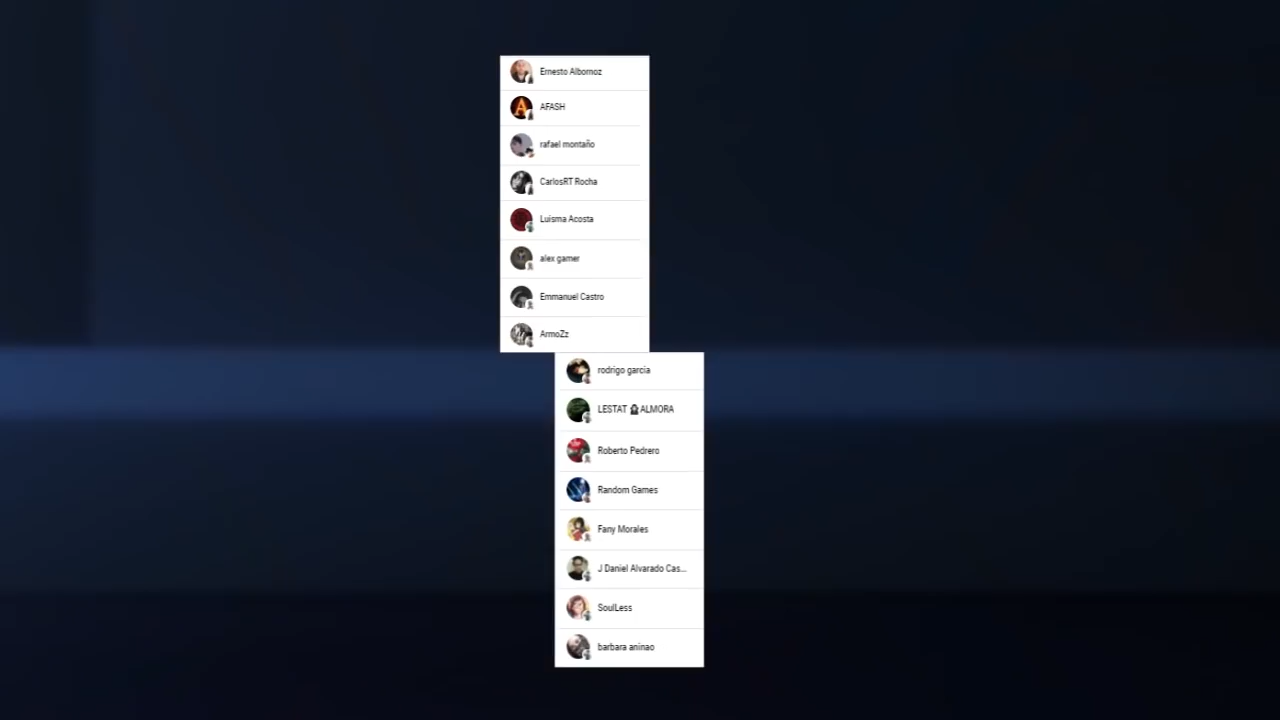 Ernesto Albornoz
AFASH
rafael montaño
CarlosRT Rocha
Luisma Acosta
alex gamer
Emmanuel Castro
ArmoZz
rodrigo garcia
LESTAT ALMORA
Roberto Pedrero
Random Games
Fany Morales
J Daniel Alvarado Cas...
SoulLess
barbara aninao